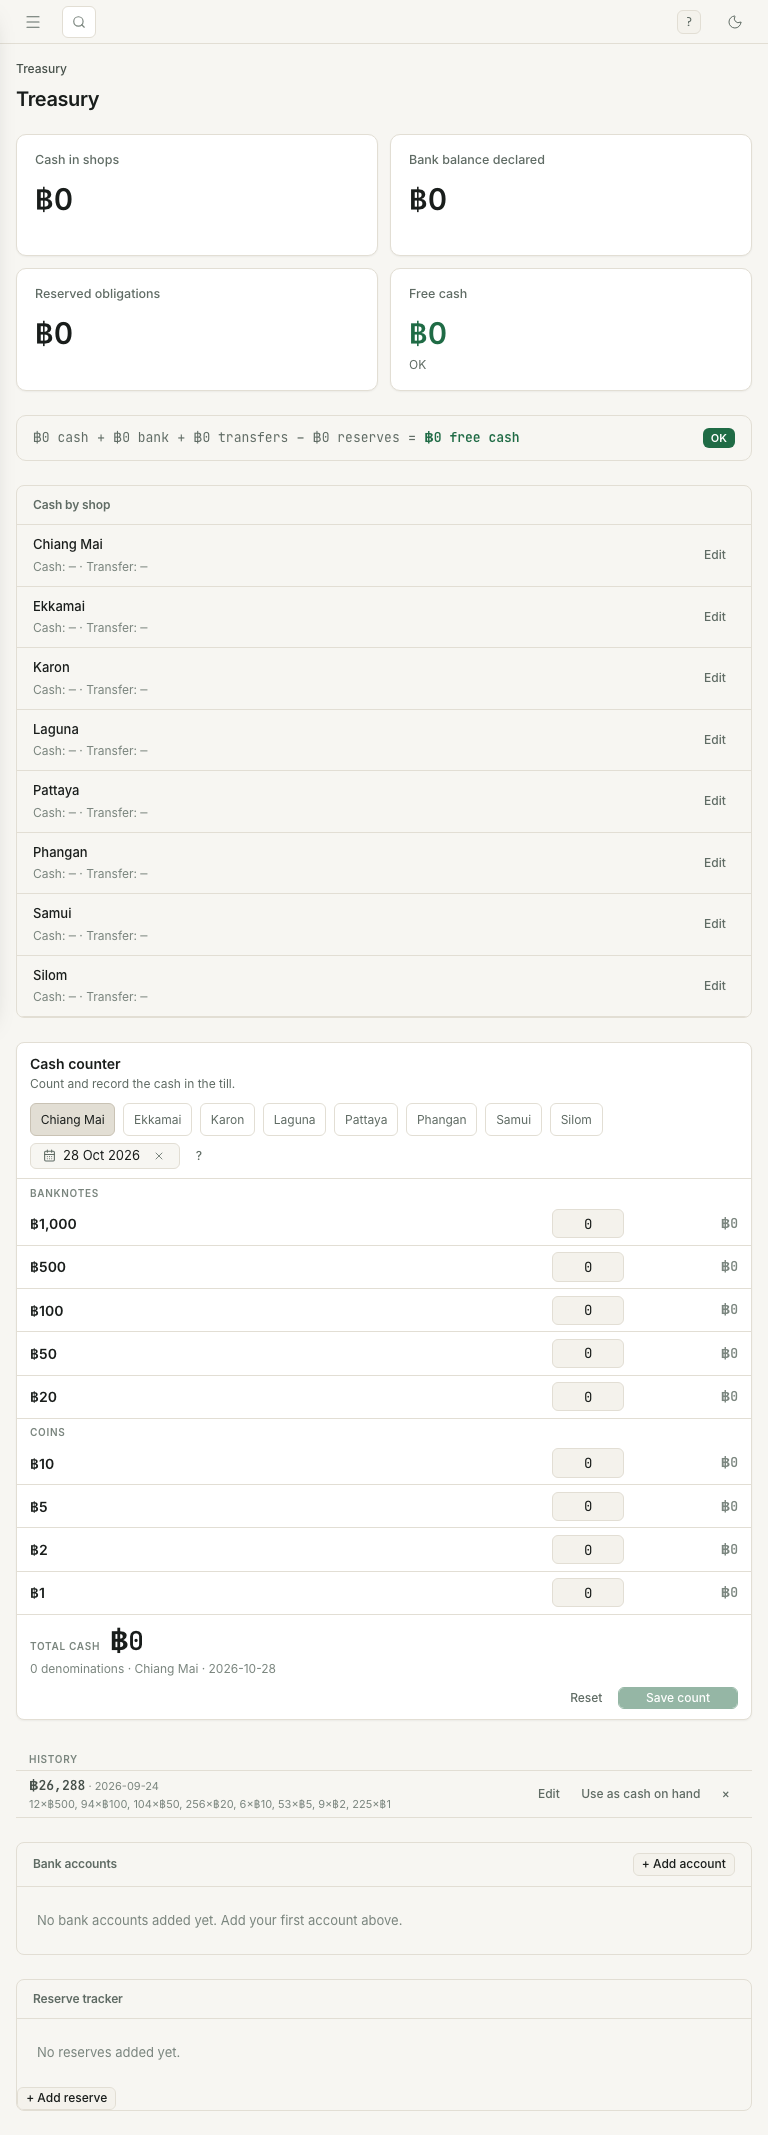 ?
Treasury
Treasury
Cash in shops
฿0
Bank balance declared
฿0
Reserved obligations
฿0
Free cash
฿0
OK
฿0 cash + ฿0 bank + ฿0 transfers − ฿0 reserves = ฿0 free cash
OK
Cash by shop
Chiang Mai
Cash: — · Transfer: —
Edit
Ekkamai
Cash: — · Transfer: —
Edit
Karon
Cash: — · Transfer: —
Edit
Laguna
Cash: — · Transfer: —
Edit
Pattaya
Cash: — · Transfer: —
Edit
Phangan
Cash: — · Transfer: —
Edit
Samui
Cash: — · Transfer: —
Edit
Silom
Cash: — · Transfer: —
Edit
Cash counter
Count and record the cash in the till.
Chiang Mai Ekkamai Karon Laguna Pattaya Phangan Samui Silom
28 Oct 2026 × ?
BANKNOTES
฿1,000 0 ฿0
฿500 0 ฿0
฿100 0 ฿0
฿50 0 ฿0
฿20 0 ฿0
COINS
฿10 0 ฿0
฿5 0 ฿0
฿2 0 ฿0
฿1 0 ฿0
TOTAL CASH ฿0
0 denominations · Chiang Mai · 2026-10-28
Reset Save count
HISTORY
฿26,288 · 2026-09-24
12×฿500, 94×฿100, 104×฿50, 256×฿20, 6×฿10, 53×฿5, 9×฿2, 225×฿1
Edit Use as cash on hand ×
Bank accounts
+ Add account
No bank accounts added yet. Add your first account above.
Reserve tracker
No reserves added yet.
+ Add reserve